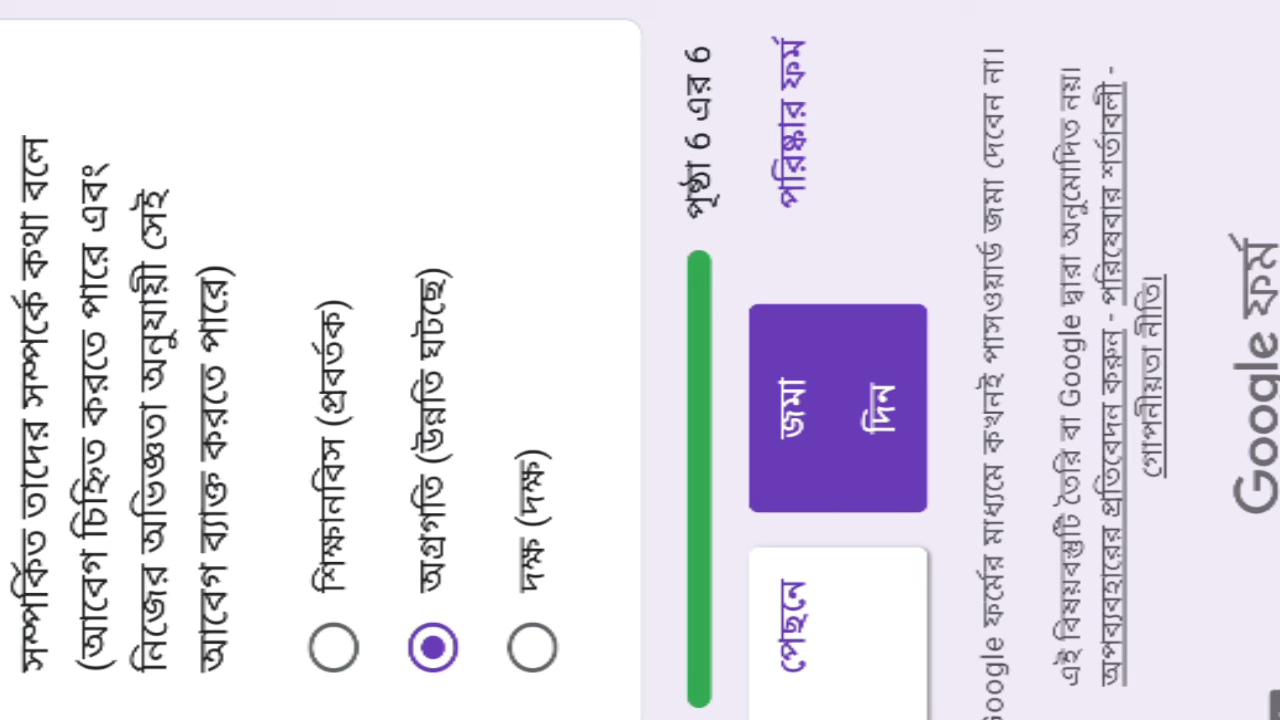 সম্পর্কিত তাদের সম্পর্কে কথা বলে
(আবেগ চিহ্নিত করতে পারে এবং
নিজের অভিজ্ঞতা অনুযায়ী সেই
আবেগ ব্যাক্ত করতে পারে)
শিক্ষানবিস (প্রবর্তক)
অগ্রগতি (উন্নতি ঘটছে)
দক্ষ (দক্ষ)
পৃষ্ঠা 6 এর 6
পেছনে
জমা
দিন
পরিষ্কার ফর্ম
Google ফর্মের মাধ্যমে কখনই পাসওয়ার্ড জমা দেবেন না।
এই বিষয়বস্তুটি তৈরি বা Google দ্বারা অনুমোদিত নয়।
অপব্যবহারের প্রতিবেদন করুন - পরিষেবার শর্তাবলী -
গোপনীয়তা নীতি।
Google ফর্ম